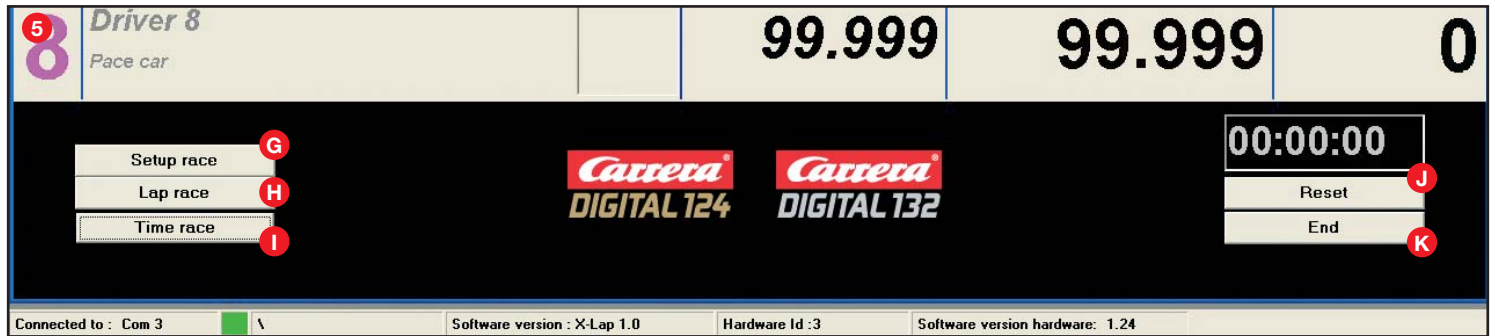 5
8
Driver 8
Pace car
99.999
99.999
0
G
Setup race
H
Lap race
I
Time race
Carrera®
DIGITAL 124
Carrera®
DIGITAL 132
00:00:00
J
Reset
End
K
Connected to : Com 3
\
Software version : X-Lap 1.0
Hardware Id :3
Software version hardware: 1.24